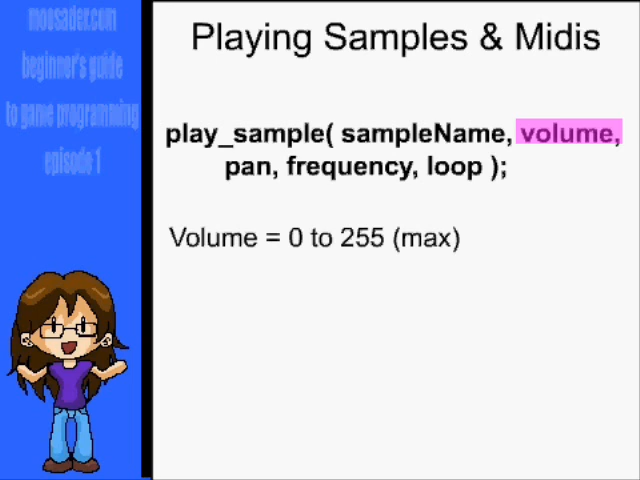 moosader.com
beginner's guide
to game programming
episode 1
Playing Samples & Midis
play_sample( sampleName, volume,
pan, frequency, loop );
Volume = 0 to 255 (max)